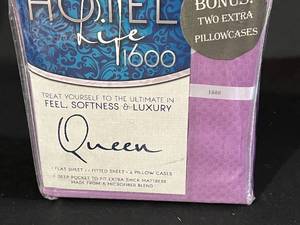 HOTEL
Life
1600
BONUS!
TWO EXTRA
PILLOWCASES
1600
TREAT YOURSELF TO THE ULTIMATE IN
FEEL, SOFTNESS & LUXURY
Queen
1 FLAT SHEET • 1 FITTED SHEET • 4 PILLOW CASES
DEEP POCKET TO FIT EXTRA THICK MATTRESS
MADE FROM A MICROFIBER BLEND